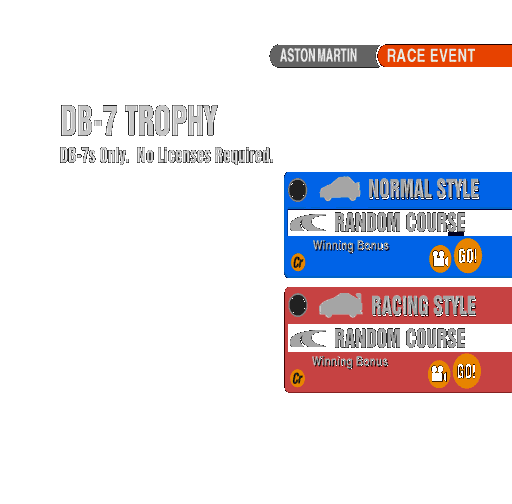 ASTON MARTIN RACE EVENT
DB-7 TROPHY
DB-7s Only. No Licenses Required.
NORMAL STYLE
RANDOM COURSE
Winning Bonus
Cr GO!
RACING STYLE
RANDOM COURSE
Winning Bonus
Cr GO!